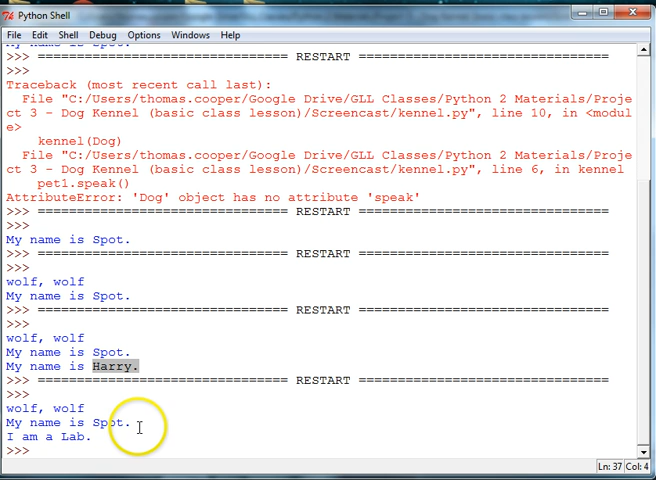 Python Shell
File Edit Shell Debug Options Windows Help
My name is Spot.
>>> ================================ RESTART ================================
>>>
Traceback (most recent call last):
File "C:/Users/thomas.cooper/Google Drive/GLL Classes/Python 2 Materials/Proje
ct 3 - Dog Kennel (basic class lesson)/Screencast/kennel.py", line 10, in <modul
e>
kennel(Dog)
File "C:/Users/thomas.cooper/Google Drive/GLL Classes/Python 2 Materials/Proje
ct 3 - Dog Kennel (basic class lesson)/Screencast/kennel.py", line 6, in kennel
pet1.speak()
AttributeError: 'Dog' object has no attribute 'speak'
>>> ================================ RESTART ================================
>>>
My name is Spot.
>>> ================================ RESTART ================================
>>>
wolf, wolf
My name is Spot.
>>> ================================ RESTART ================================
>>>
wolf, wolf
My name is Spot.
My name is Harry.
>>> ================================ RESTART ================================
>>>
wolf, wolf
My name is Spot.
I am a Lab.
>>>
Ln: 37 Col: 4